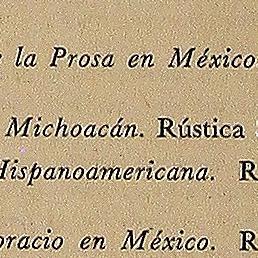 la Prosa en México
Michoacán. Rústica
Hispanoamericana. R
oracio en México. R